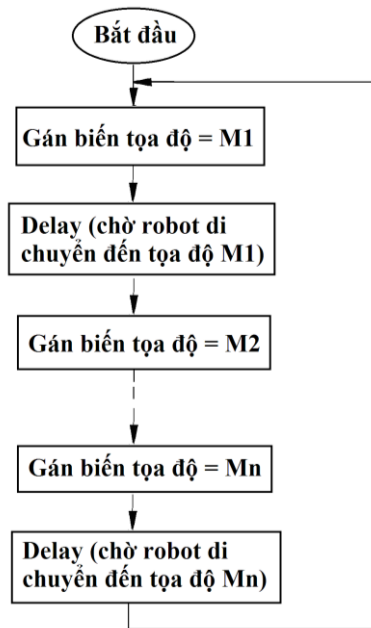 Bắt đầu
Gán biến tọa độ = M1
Delay (chờ robot di
chuyển đến tọa độ M1)
Gán biến tọa độ = M2
Gán biến tọa độ = Mn
Delay (chờ robot di
chuyển đến tọa độ Mn)